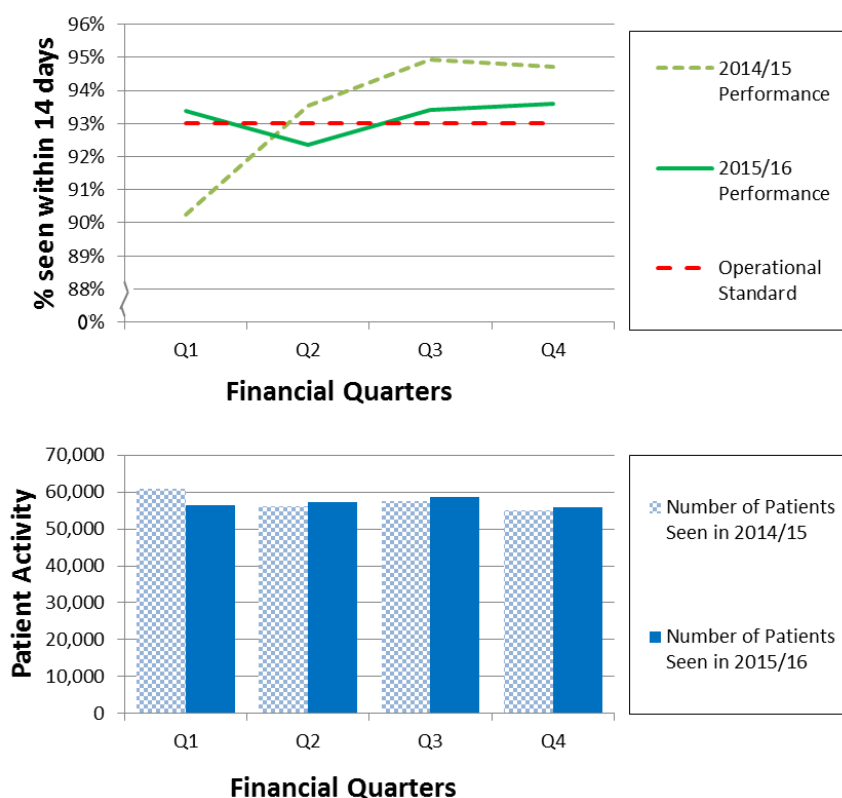 % seen within 14 days
96%
95%
94%
93%
92%
91%
90%
89%
88%
0%
Q1
Q2
Q3
Q4
Financial Quarters
2014/15
Performance
2015/16
Performance
Operational
Standard
Patient Activity
70,000
60,000
50,000
40,000
30,000
20,000
10,000
0
Q1
Q2
Q3
Q4
Financial Quarters
Number of Patients
Seen in 2014/15
Number of Patients
Seen in 2015/16